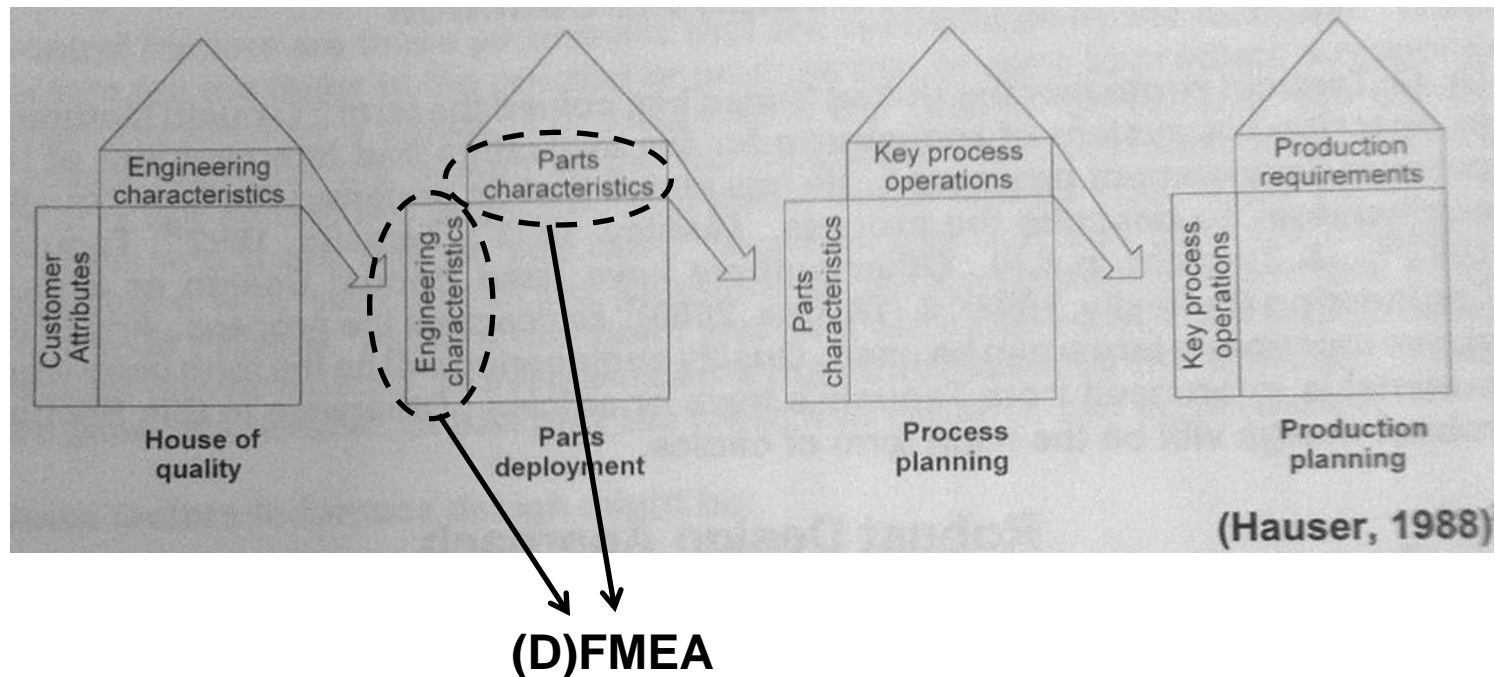 Engineering
characteristics
Customer
Attributes
House of
quality
Parts
characteristics
Engineering
characteristics
Parts
deployment
Key process
operations
Parts
characteristics
Process
planning
Production
requirements
Key process
operations
Production
planning
(Hauser, 1988)
(D)FMEA